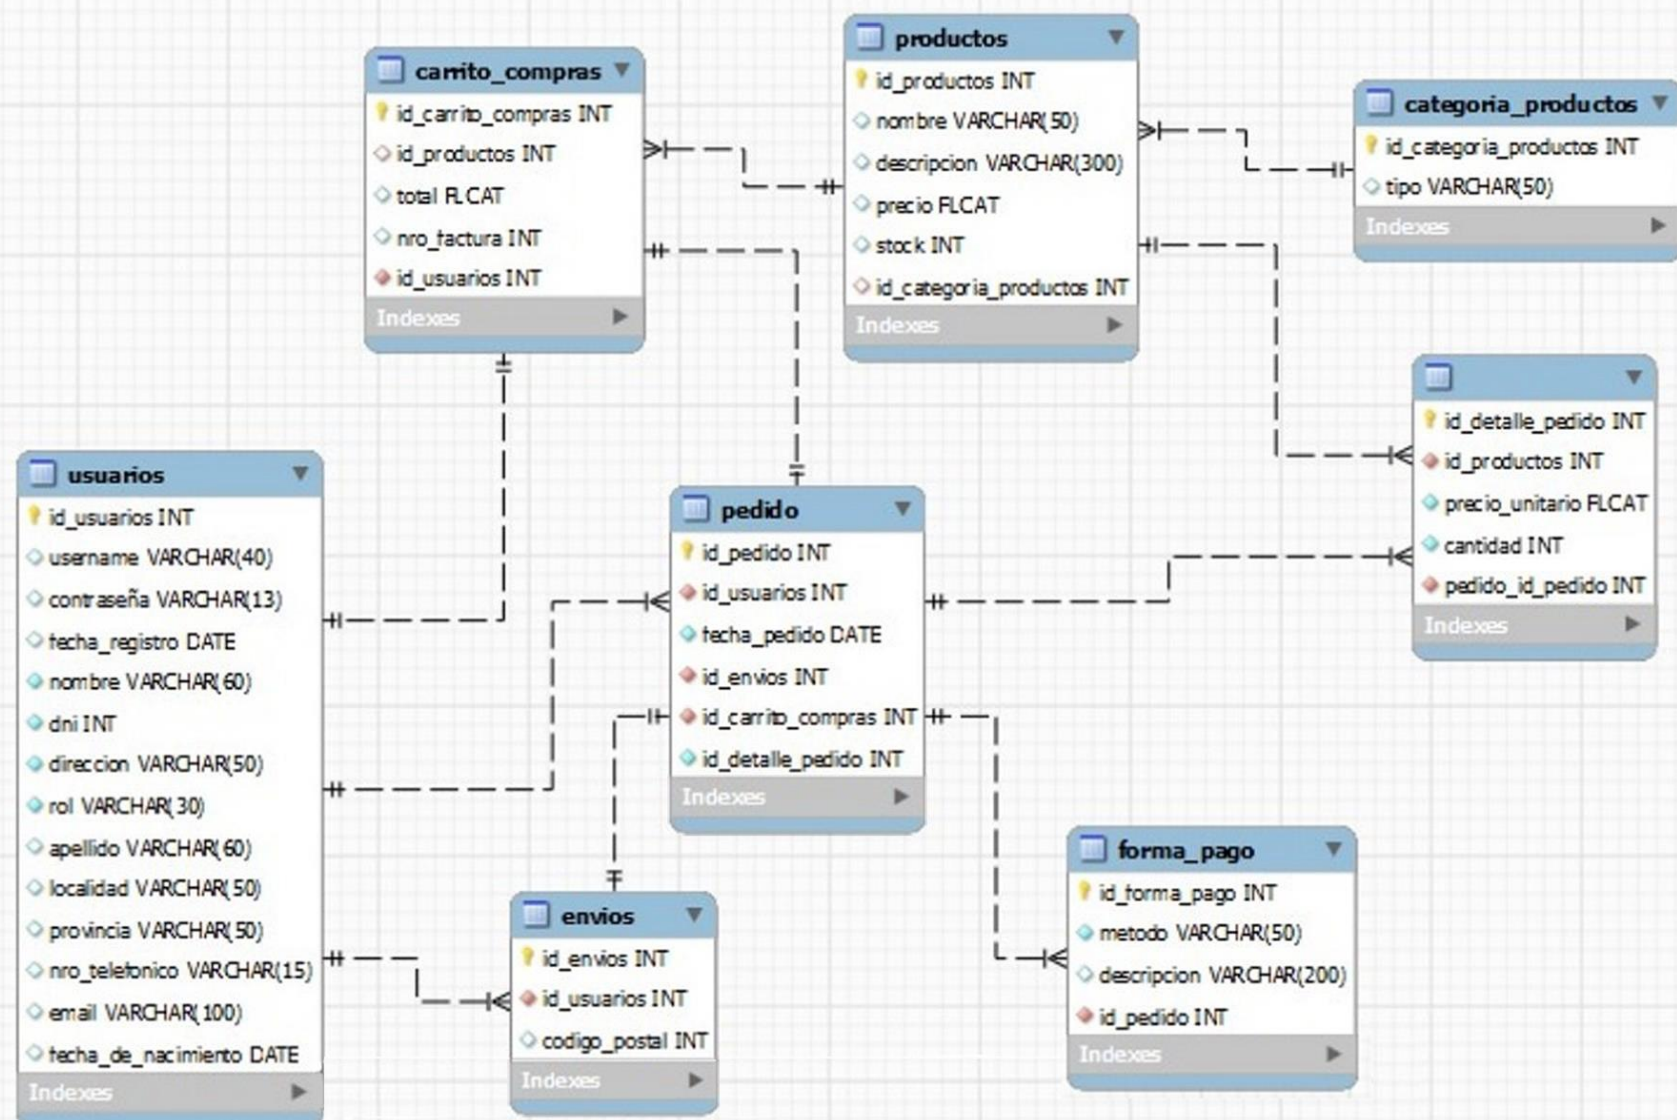 carrito_compras
id_carrito_compras INT
id_productos INT
total FLCAT
nro_factura INT
id_usuarios INT
Indexes
productos
id_productos INT
nombre VARCHAR(50)
descripcion VARCHAR(300)
precio FLCAT
stock INT
id_categoria_productos INT
Indexes
categoria_productos
id_categoria_productos INT
tipo VARCHAR(50)
Indexes
id_detalle_pedido INT
id_productos INT
precio_unitario FLCAT
cantidad INT
pedido_id_pedido INT
Indexes
usuarios
id_usuarios INT
username VARCHAR(40)
contraseña VARCHAR(13)
fecha_registro DATE
nombre VARCHAR(60)
dni INT
direccion VARCHAR(50)
rol VARCHAR(30)
apellido VARCHAR(60)
localidad VARCHAR(50)
provincia VARCHAR(50)
nro_telefonico VARCHAR(15)
email VARCHAR(100)
fecha_de_nacimiento DATE
Indexes
pedido
id_pedido INT
id_usuarios INT
fecha_pedido DATE
id_envios INT
id_carrito_compras INT
id_detalle_pedido INT
Indexes
envios
id_envios INT
id_usuarios INT
codigo_postal INT
Indexes
forma_pago
id_forma_pago INT
metodo VARCHAR(50)
descripcion VARCHAR(200)
id_pedido INT
Indexes